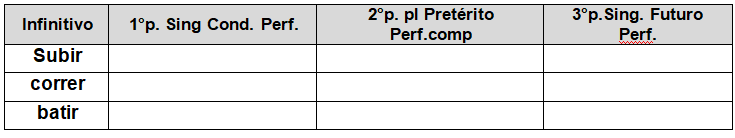 Infinitivo 1°p. Sing Cond. Perf. 2°p. pl Pretérito Perf.comp 3°p.Sing. Futuro Perf.
Subir
correr
batir